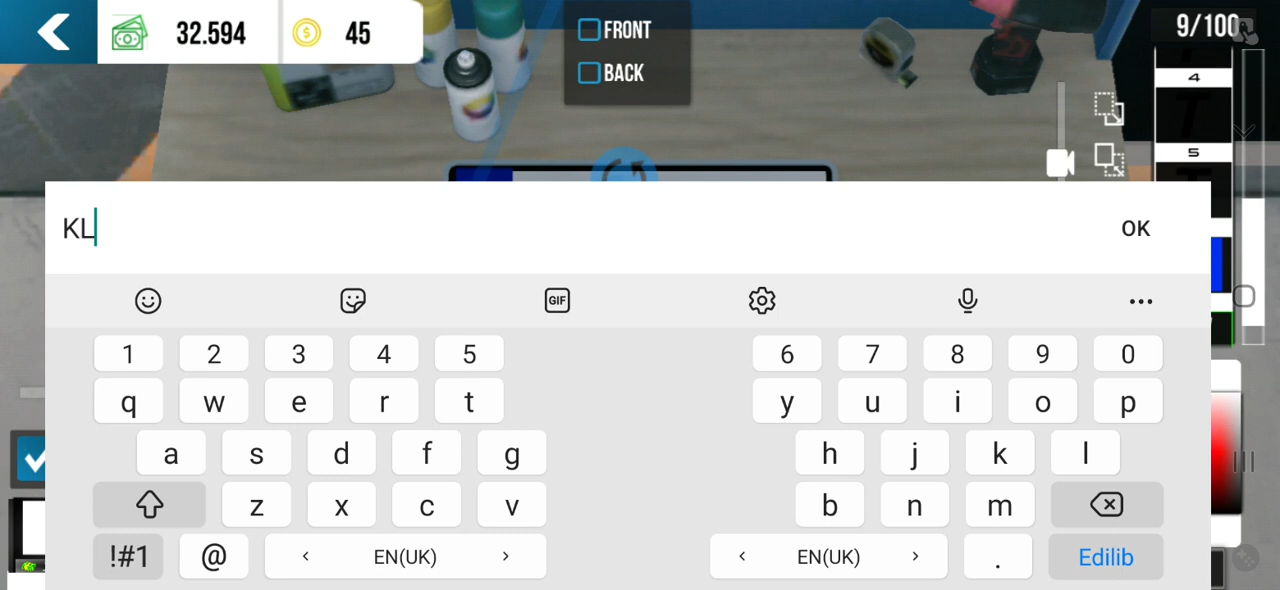 32.594
45
FRONT
BACK
9/100
4
5
KL
OK
GIF
1 2 3 4 5 6 7 8 9 0
q w e r t y u i o p
a s d f g h j k l
z x c v b n m
!#1 @ < EN(UK) > < EN(UK) > . Edilib